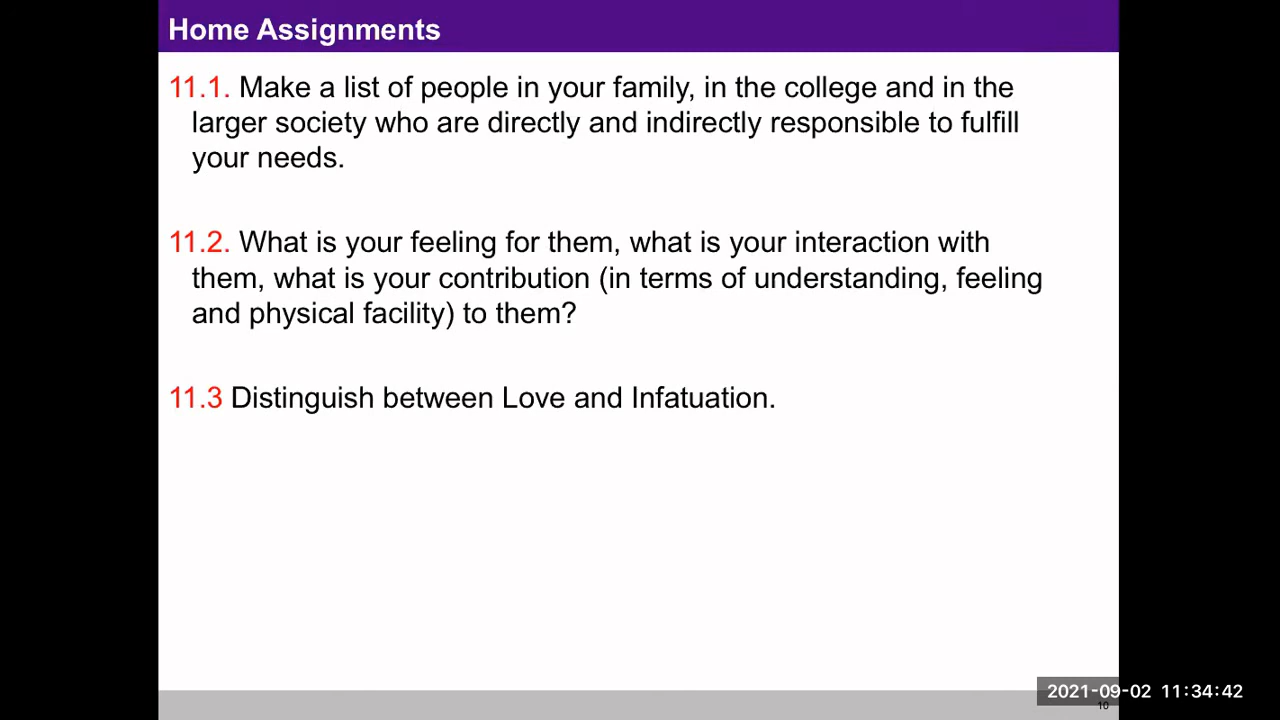 Home Assignments
11.1. Make a list of people in your family, in the college and in the
larger society who are directly and indirectly responsible to fulfill
your needs.
11.2. What is your feeling for them, what is your interaction with
them, what is your contribution (in terms of understanding, feeling
and physical facility) to them?
11.3 Distinguish between Love and Infatuation.
2021-09-02 11:34:42
10